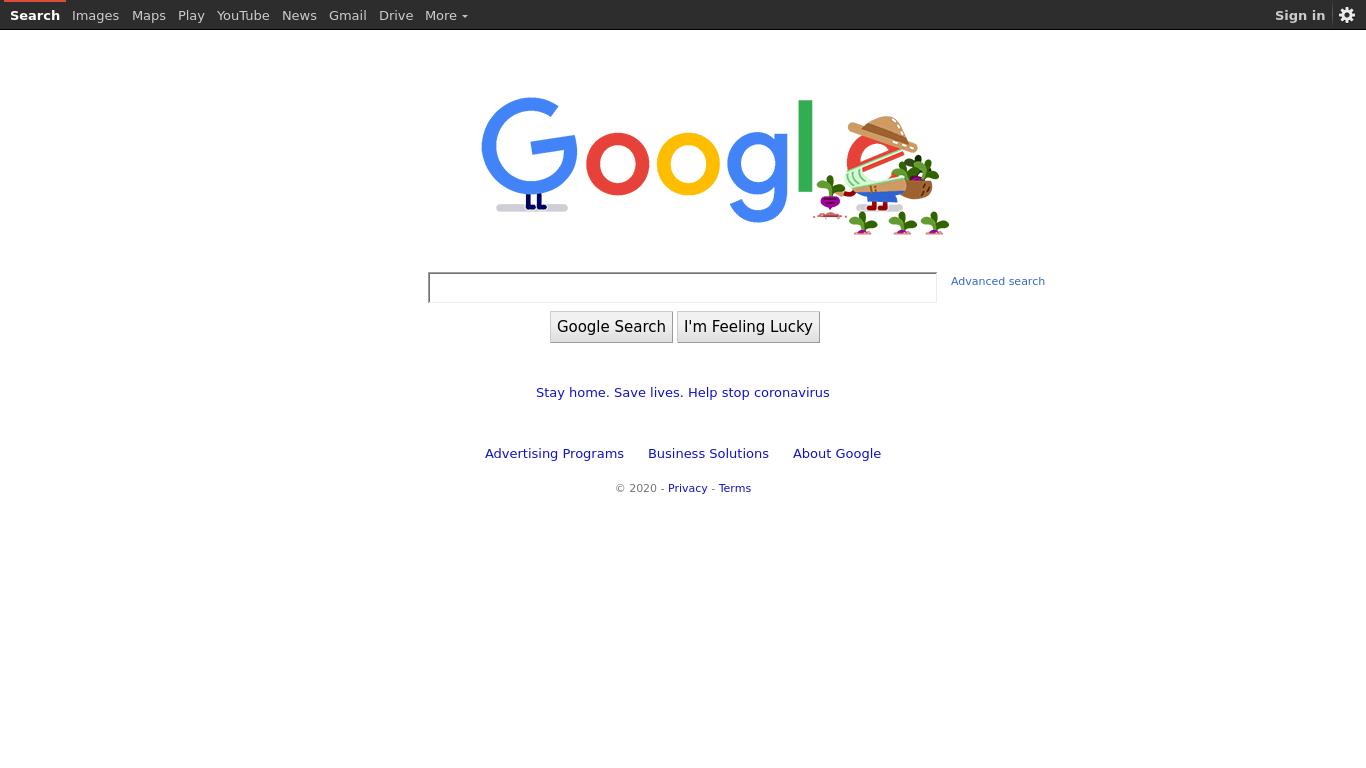 Search Images Maps Play YouTube News Gmail Drive More Sign in
Google
Advanced search
Google Search I'm Feeling Lucky
Stay home. Save lives. Help stop coronavirus
Advertising Programs Business Solutions About Google
© 2020 - Privacy - Terms